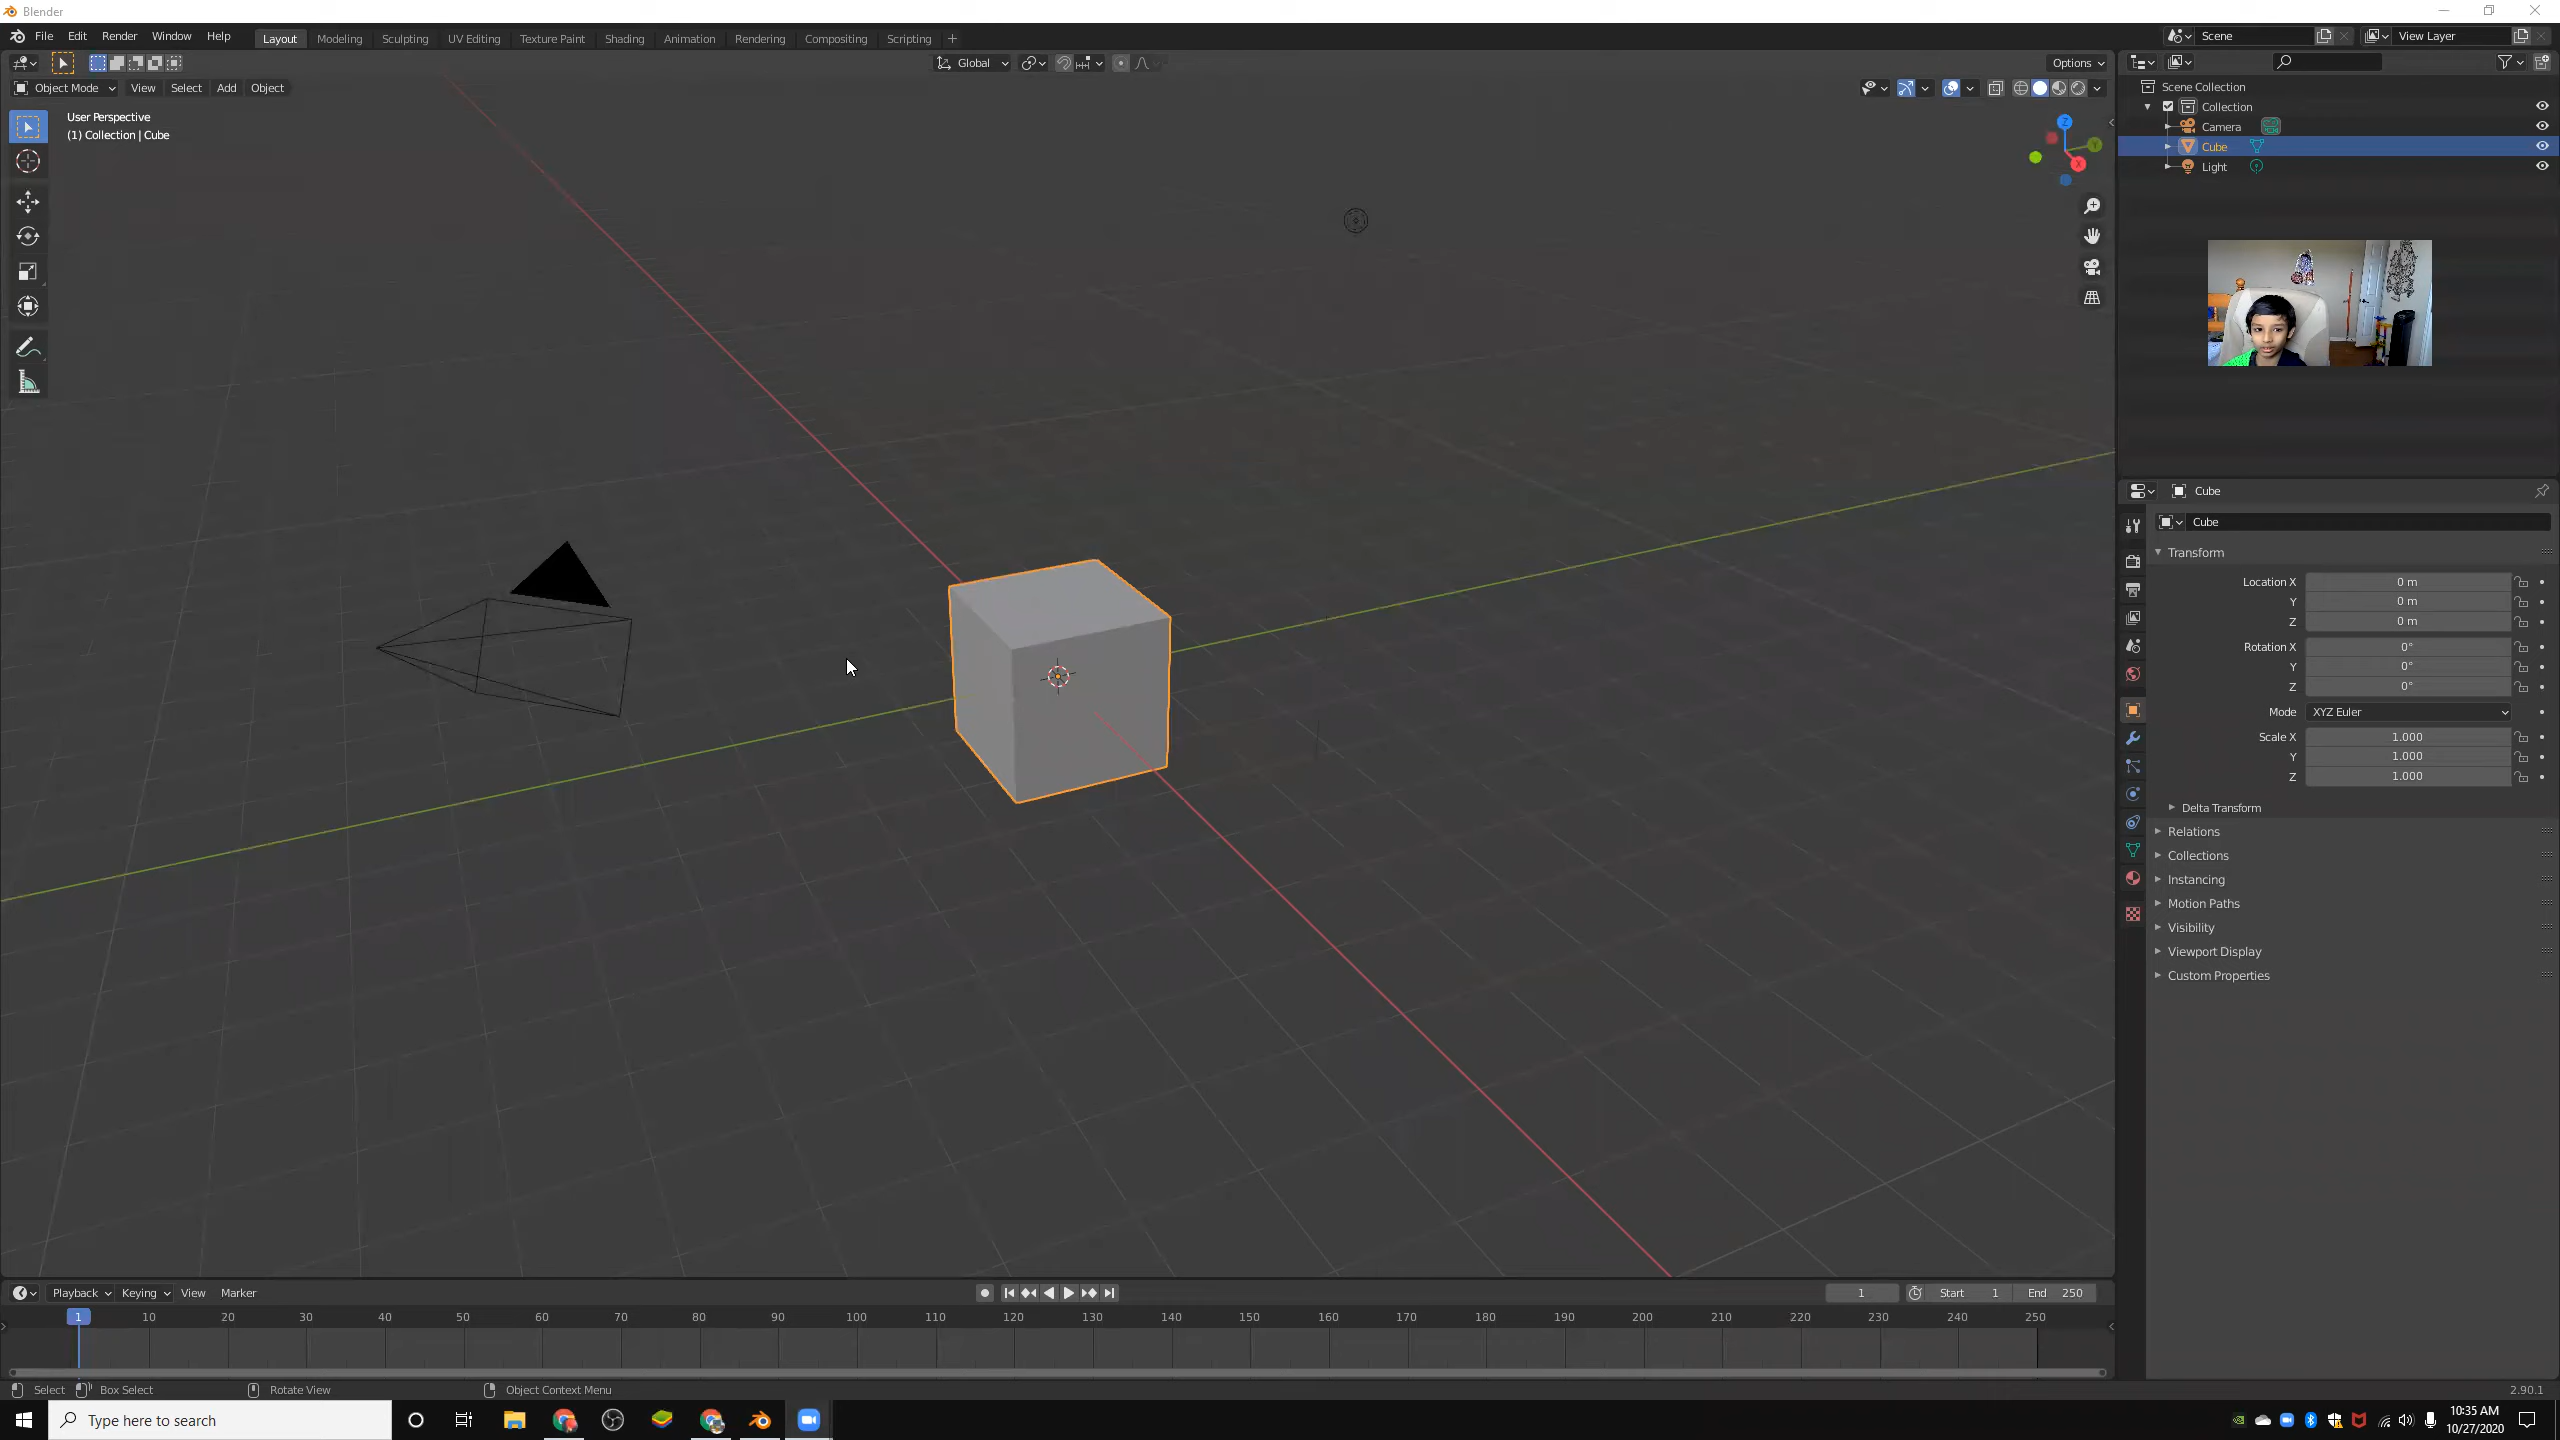 Blender
File Edit Render Window Help Layout Modeling Sculpting UV Editing Texture Paint Shading Animation Rendering Compositing Scripting + Scene View Layer
Global Options
Object Mode View Select Add Object
User Perspective
(1) Collection | Cube
Z
Y
X
Scene Collection
Collection
Camera
Cube
Light
Cube
Cube
Transform
Location X 0 m
Y 0 m
Z 0 m
Rotation X 0°
Y 0°
Z 0°
Mode XYZ Euler
Scale X 1.000
Y 1.000
Z 1.000
Delta Transform
Relations
Collections
Instancing
Motion Paths
Visibility
Viewport Display
Custom Properties
Playback Keying View Marker 1 Start 1 End 250
1 10 20 30 40 50 60 70 80 90 100 110 120 130 140 150 160 170 180 190 200 210 220 230 240 250
Select Box Select Rotate View Object Context Menu 2.90.1
Type here to search
10:35 AM
10/27/2020